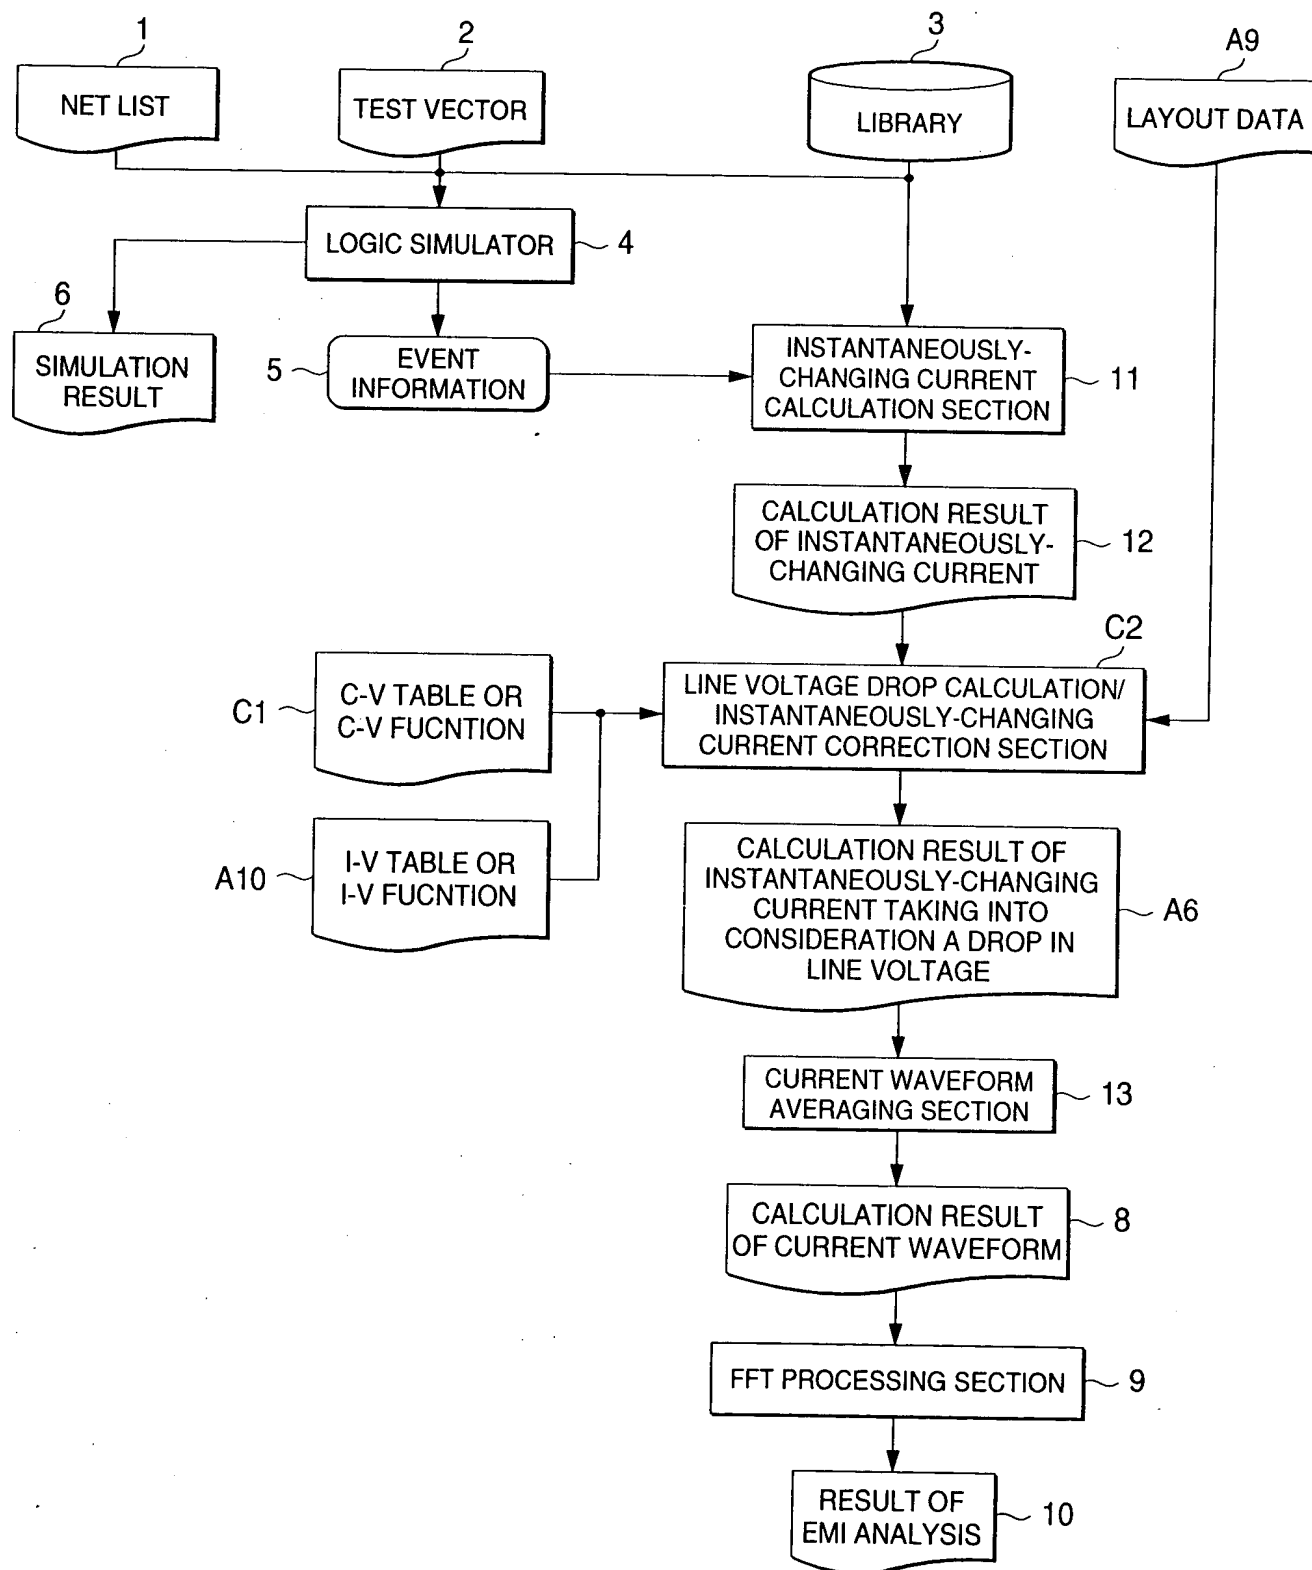 1
2
3
A9
NET LIST
TEST VECTOR
LIBRARY
LAYOUT DATA
LOGIC SIMULATOR
4
6
SIMULATION
RESULT
5
EVENT
INFORMATION
INSTANTANEOUSLY-
CHANGING CURRENT
CALCULATION SECTION
11
CALCULATION RESULT
OF INSTANTANEOUSLY-
CHANGING CURRENT
12
C2
C1
C-V TABLE OR
C-V FUCNTION
LINE VOLTAGE DROP CALCULATION/
INSTANTANEOUSLY-CHANGING
CURRENT CORRECTION SECTION
A10
I-V TABLE OR
I-V FUCNTION
CALCULATION RESULT OF
INSTANTANEOUSLY-CHANGING
CURRENT TAKING INTO
CONSIDERATION A DROP IN
LINE VOLTAGE
A6
CURRENT WAVEFORM
AVERAGING SECTION
13
CALCULATION RESULT
OF CURRENT WAVEFORM
8
FFT PROCESSING SECTION
9
RESULT OF
EMI ANALYSIS
10